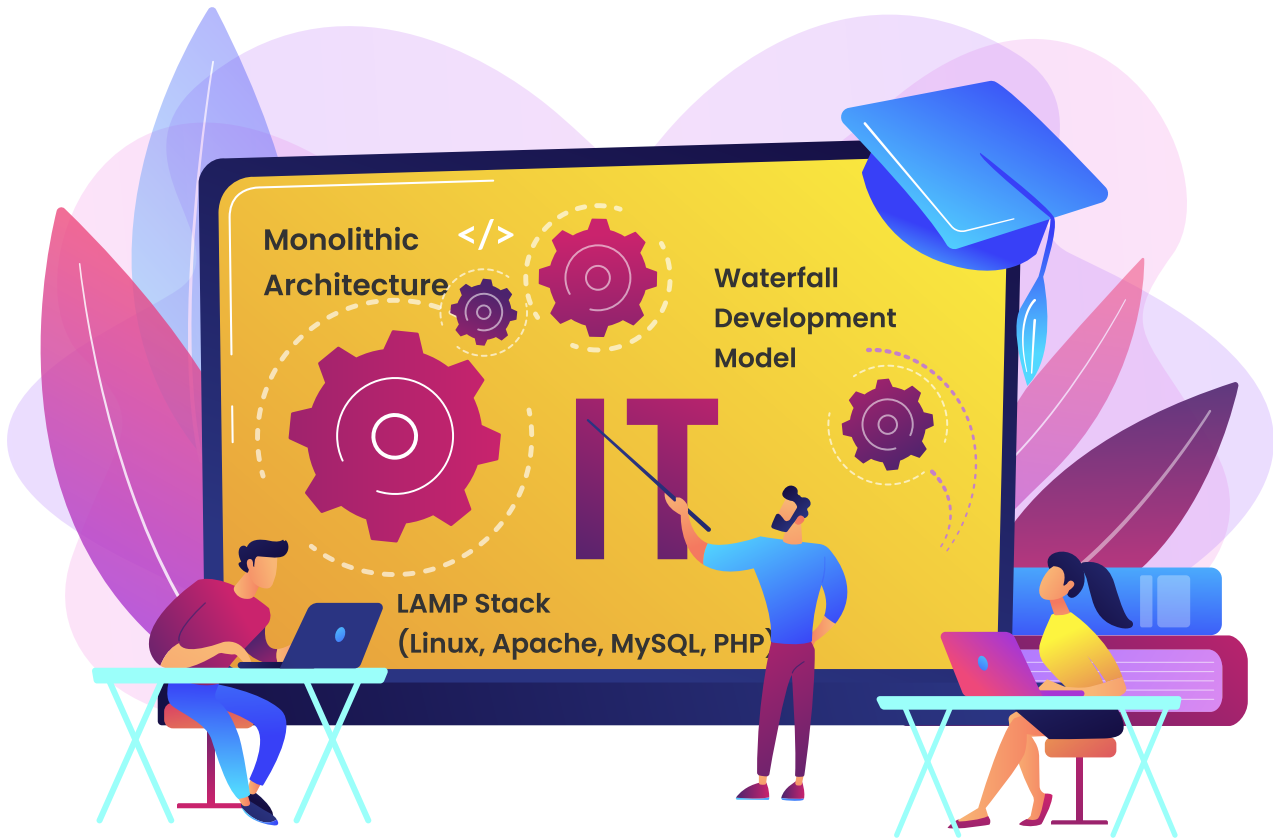 Monolithic
Architecture
</>
Waterfall
Development
Model
IT
LAMP Stack
(Linux, Apache, MySQL, PHP)